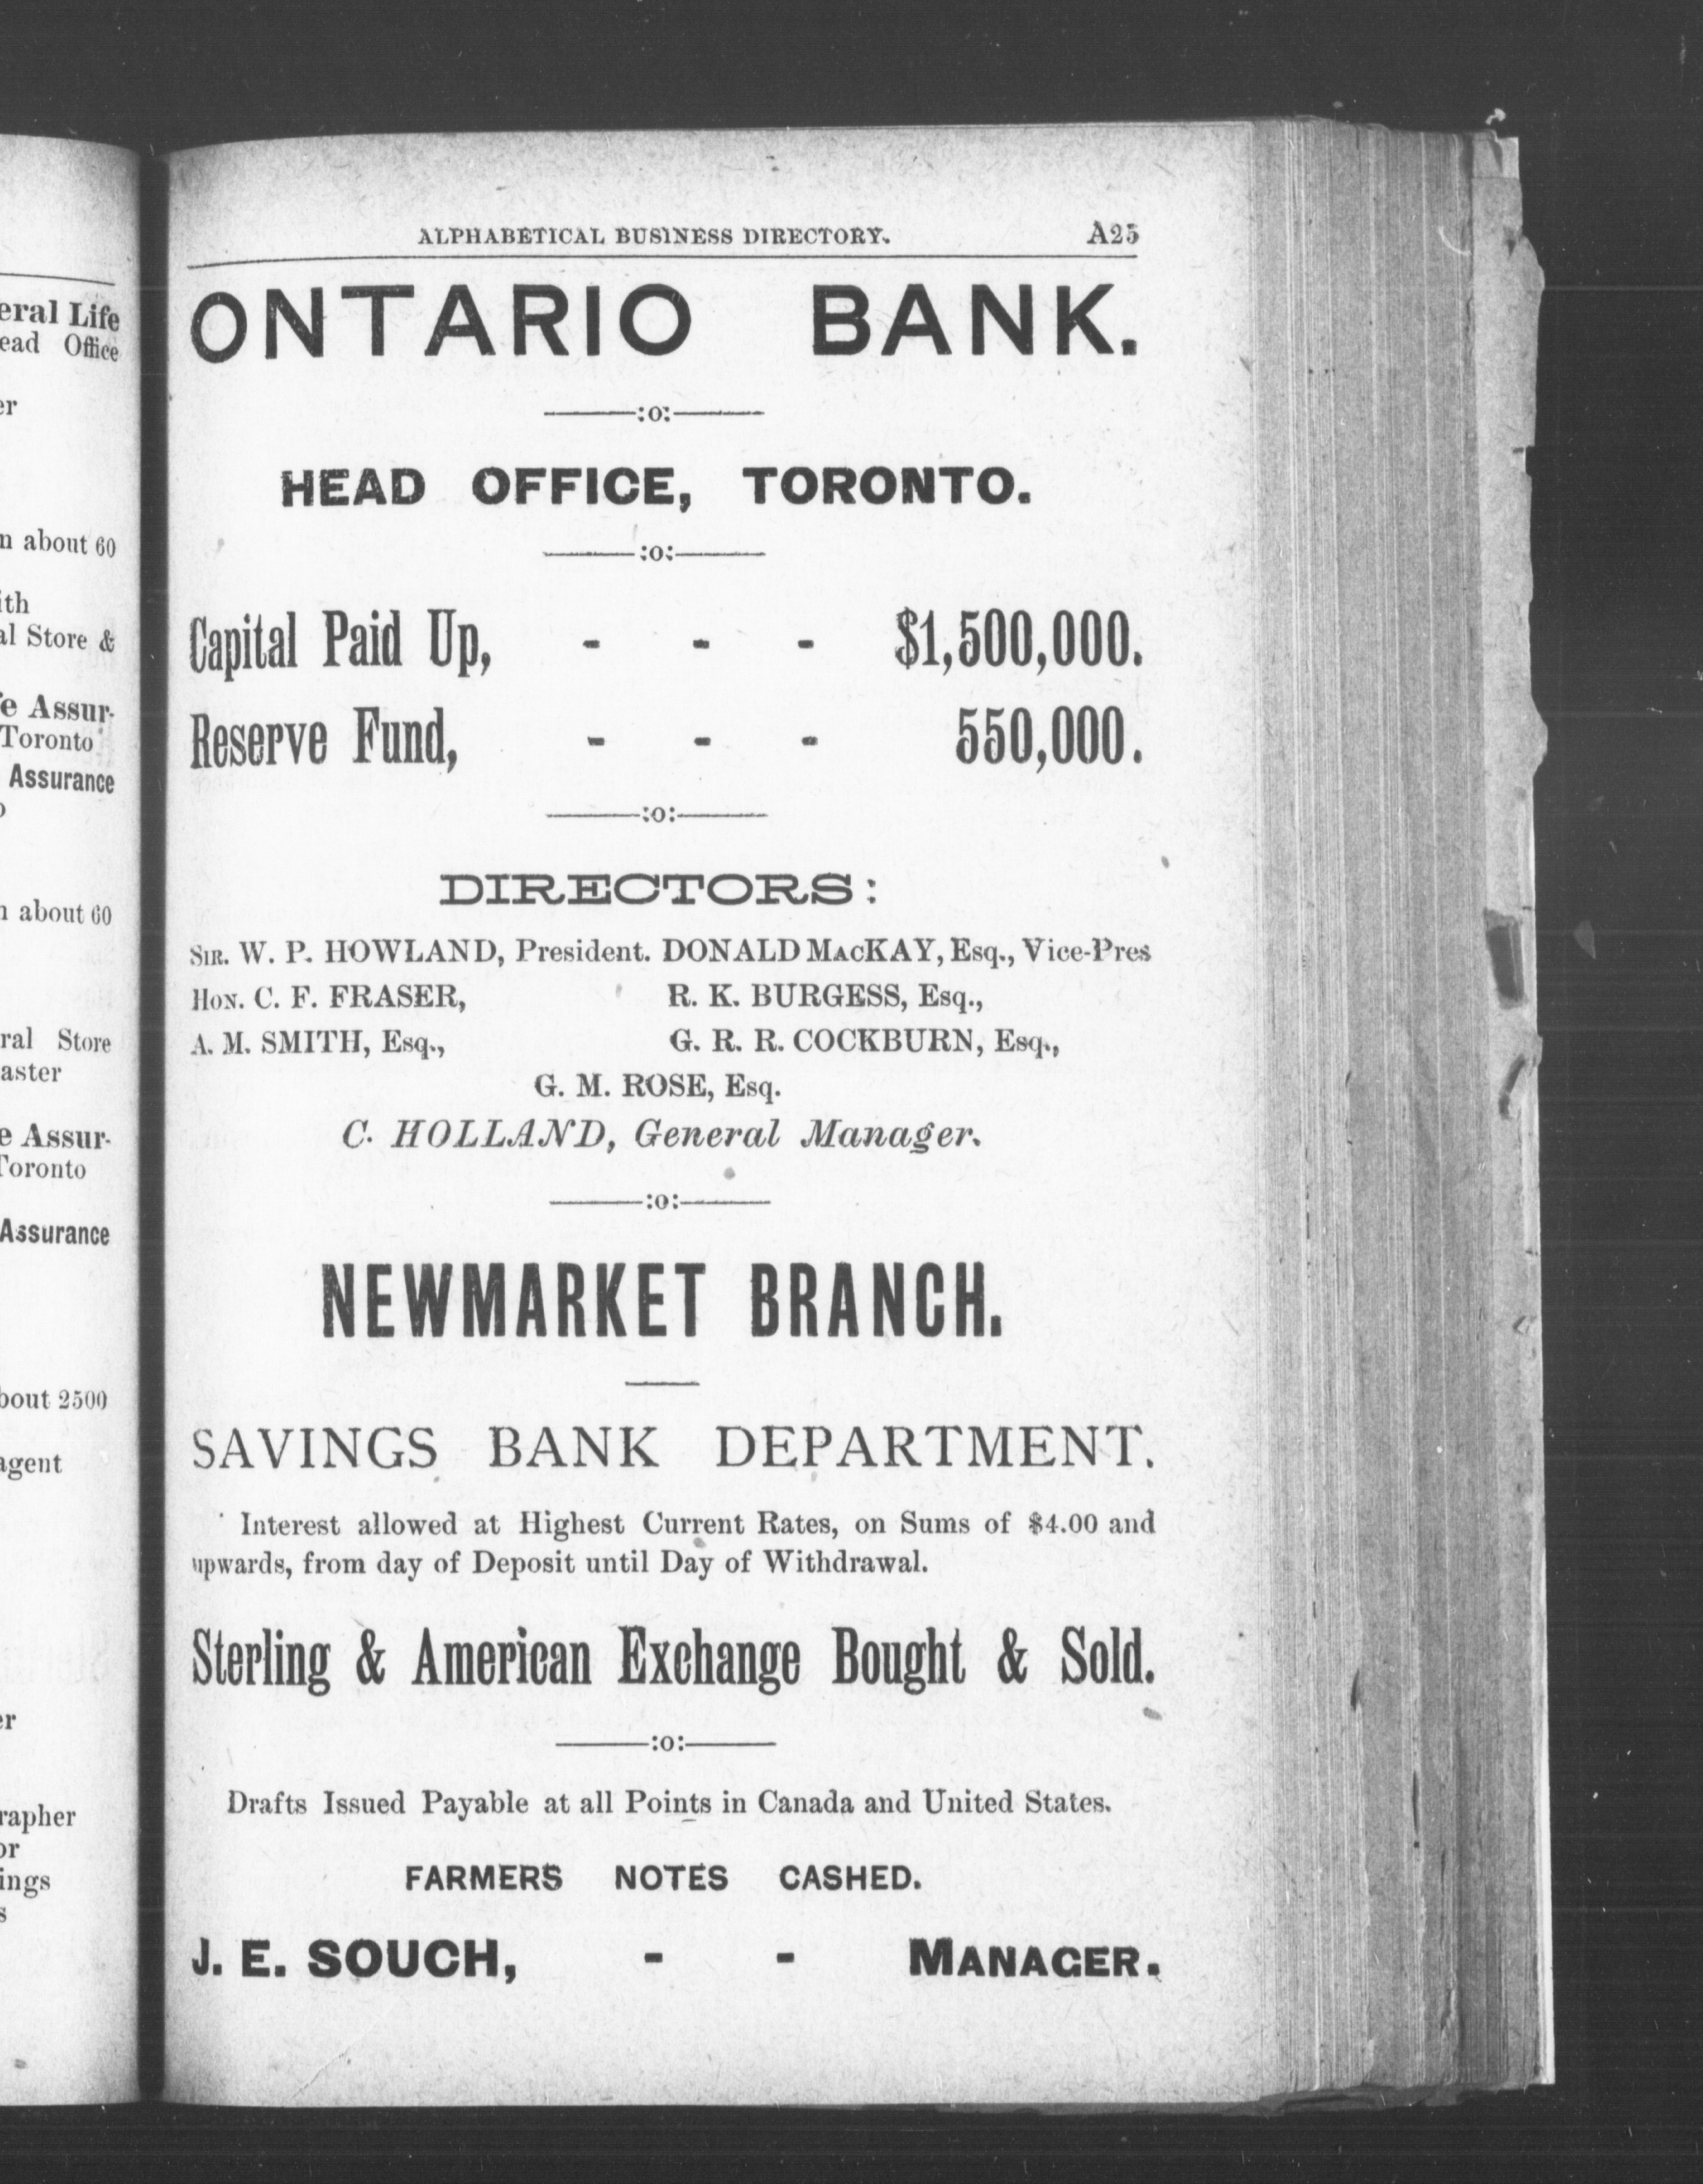 eral Life
ead Office
er
n about 60
ith
al Store &
e Assur-
Toronto
Assurance
n about 60
ral Store
aster
e Assur-
Toronto
Assurance
bout 2500
agent
er
rapher
or
ings
s
ALPHABETICAL BUSINESS DIRECTORY. A25
ONTARIO BANK.
:o:
HEAD OFFICE, TORONTO.
:o:
Capital Paid Up, - - - $1,500,000.
Reserve Fund, - - - 550,000.
:o:
DIRECTORS:
SIR. W. P. HOWLAND, President. DONALD MACKAY, Esq., Vice-Pres
HON. C. F. FRASER, R. K. BURGESS, Esq.,
A. M. SMITH, Esq., G. R. R. COCKBURN, Esq.,
G. M. ROSE, Esq.
C. HOLLAND, General Manager.
:o:
NEWMARKET BRANCH.
SAVINGS BANK DEPARTMENT.
Interest allowed at Highest Current Rates, on Sums of $4.00 and
upwards, from day of Deposit until Day of Withdrawal.
Sterling & American Exchange Bought & Sold.
:o:
Drafts Issued Payable at all Points in Canada and United States.
FARMERS NOTES CASHED.
J. E. SOUCH, - - MANAGER.